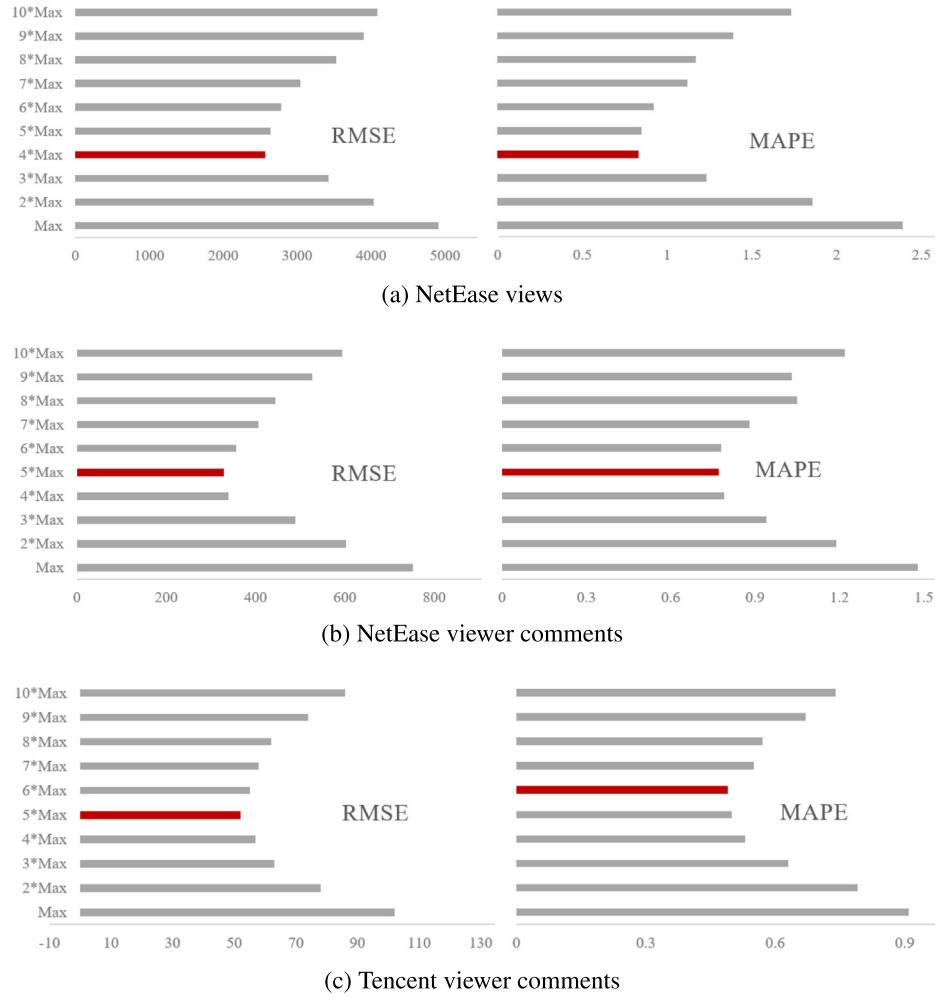 10*Max
9*Max
8*Max
7*Max
6*Max
5*Max
4*Max
3*Max
2*Max
Max
RMSE
0 1000 2000 3000 4000 5000
MAPE
0 0.5 1 1.5 2 2.5
(a) NetEase views
10*Max
9*Max
8*Max
7*Max
6*Max
5*Max
4*Max
3*Max
2*Max
Max
RMSE
0 200 400 600 800
MAPE
0 0.3 0.6 0.9 1.2 1.5
(b) NetEase viewer comments
10*Max
9*Max
8*Max
7*Max
6*Max
5*Max
4*Max
3*Max
2*Max
Max
RMSE
-10 10 30 50 70 90 110 130
MAPE
0 0.3 0.6 0.9
(c) Tencent viewer comments